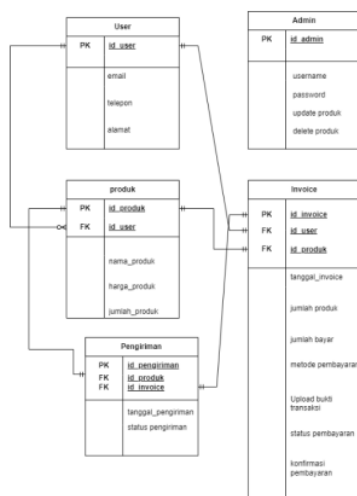 User
PK id_user
email
telepon
alamat
Admin
PK id_admin
username
password
update produk
delete produk
produk
PK id_produk
FK id_user
nama_produk
harga_produk
jumlah_produk
Invoice
PK id_invoice
FK id_user
FK id_produk
tanggal_invoice
jumlah produk
jumlah bayar
metode pembayaran
Upload bukti
transaksi
status pembayaran
konfirmasi
pembayaran
Pengiriman
PK id_pengiriman
FK id_produk
FK id_invoice
tanggal_pengiriman
status pengiriman